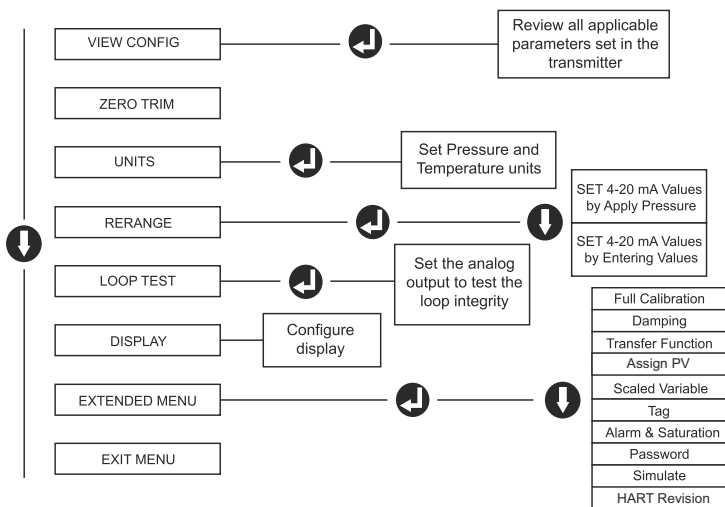 VIEW CONFIG
Review all applicable
parameters set in the
transmitter
ZERO TRIM
UNITS
Set Pressure and
Temperature units
RERANGE
SET 4-20 mA Values
by Apply Pressure
SET 4-20 mA Values
by Entering Values
LOOP TEST
Set the analog
output to test the
loop integrity
DISPLAY
Configure
display
EXTENDED MENU
Full Calibration
Damping
Transfer Function
Assign PV
Scaled Variable
Tag
Alarm & Saturation
Password
Simulate
HART Revision
EXIT MENU